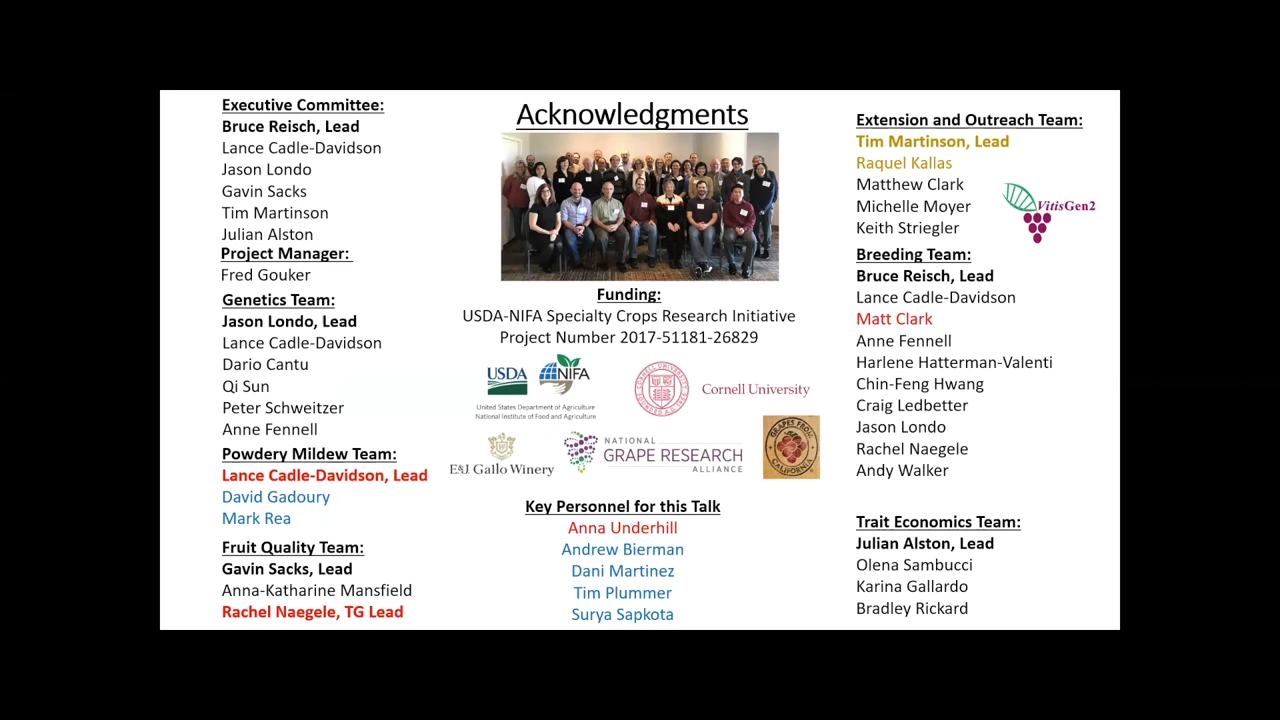 Acknowledgments
Executive Committee:
Bruce Reisch, Lead
Lance Cadle-Davidson
Jason Londo
Gavin Sacks
Tim Martinson
Julian Alston
Project Manager:
Fred Gouker
Genetics Team:
Jason Londo, Lead
Lance Cadle-Davidson
Dario Cantu
Qi Sun
Peter Schweitzer
Anne Fennell
Powdery Mildew Team:
Lance Cadle-Davidson, Lead
David Gadoury
Mark Rea
Fruit Quality Team:
Gavin Sacks, Lead
Anna-Katharine Mansfield
Rachel Naegele, TG Lead
Funding:
USDA-NIFA Specialty Crops Research Initiative
Project Number 2017-51181-26829
USDA NIFA
United States Department of Agriculture
National Institute of Food and Agriculture
Cornell University
E&J Gallo Winery
NATIONAL
GRAPE RESEARCH
ALLIANCE
GRAPES FROM
CALIFORNIA
Key Personnel for this Talk
Anna Underhill
Andrew Bierman
Dani Martinez
Tim Plummer
Surya Sapkota
Extension and Outreach Team:
Tim Martinson, Lead
Raquel Kallas
Matthew Clark
Michelle Moyer
Keith Striegler
VitisGen2
Breeding Team:
Bruce Reisch, Lead
Lance Cadle-Davidson
Matt Clark
Anne Fennell
Harlene Hatterman-Valenti
Chin-Feng Hwang
Craig Ledbetter
Jason Londo
Rachel Naegele
Andy Walker
Trait Economics Team:
Julian Alston, Lead
Olena Sambucci
Karina Gallardo
Bradley Rickard